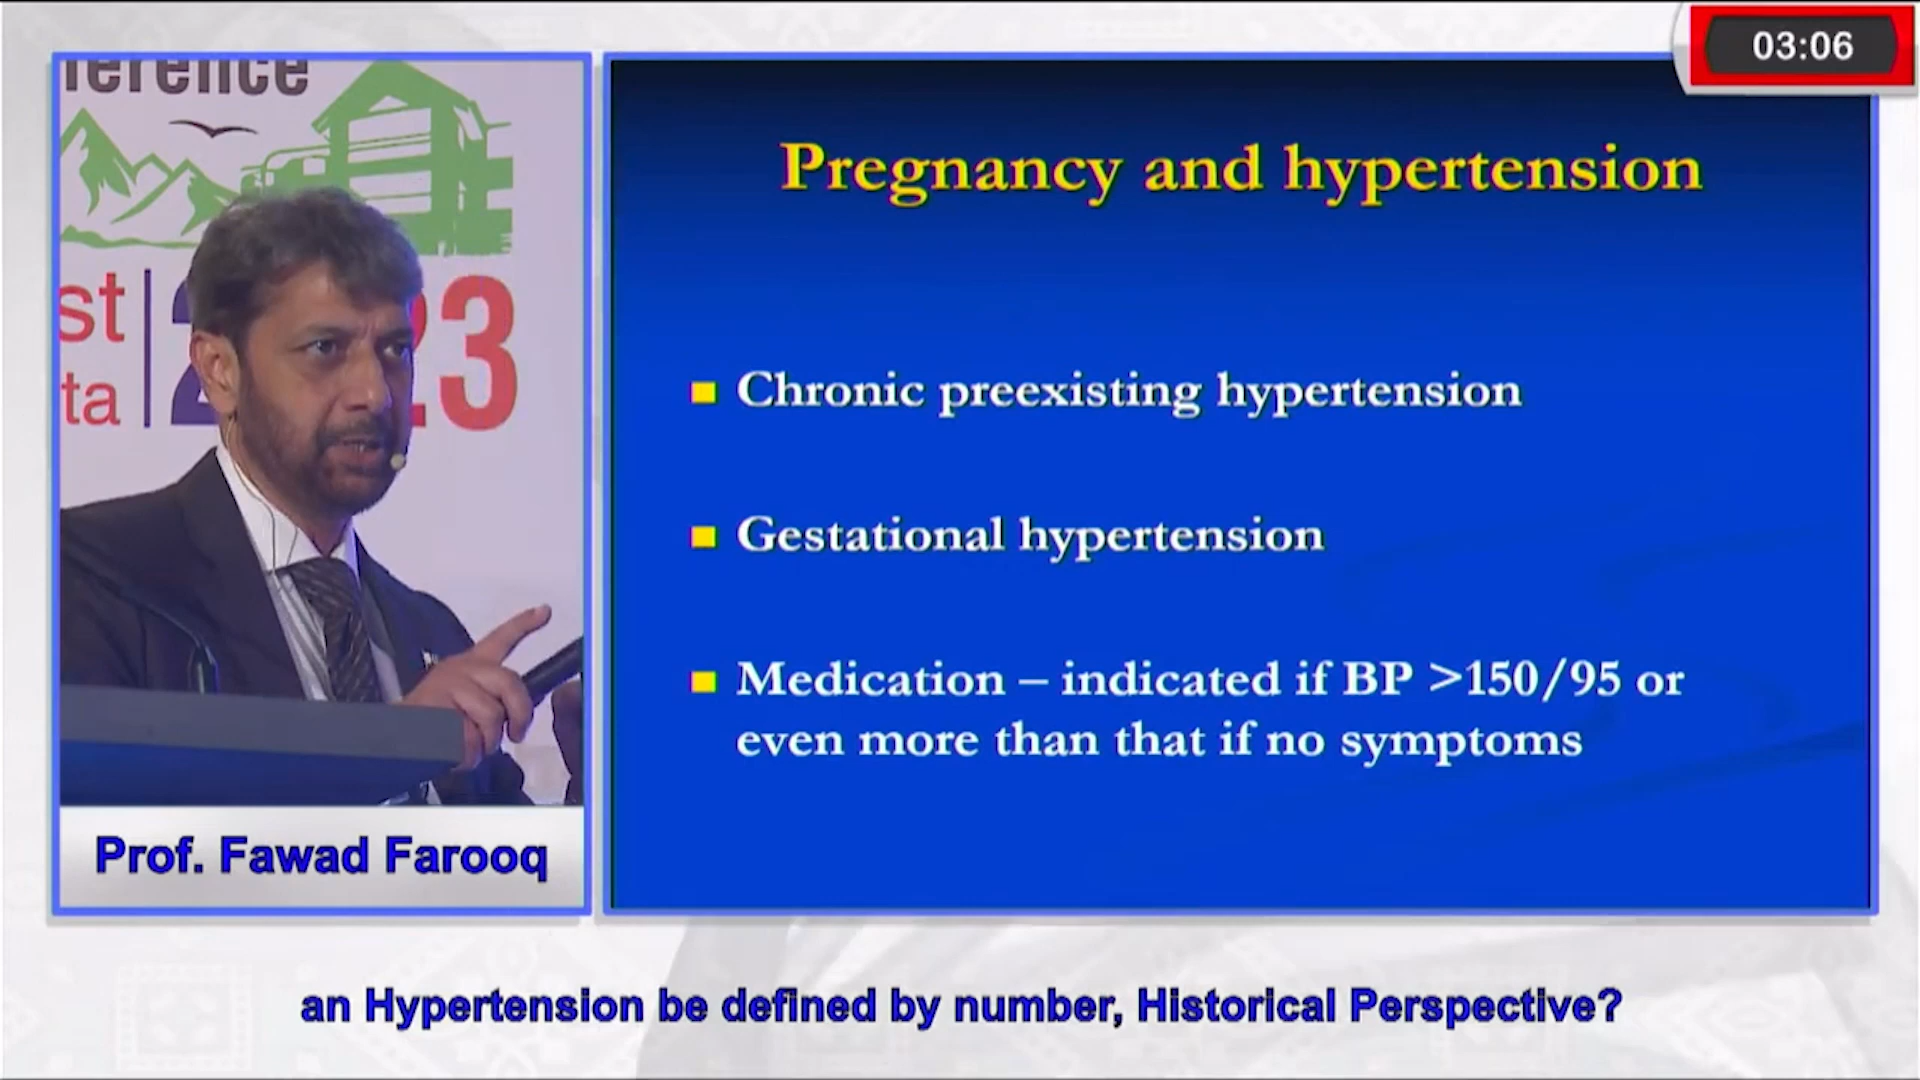 03:06
st
ta
23
Prof. Fawad Farooq
Pregnancy and hypertension
Chronic preexisting hypertension
Gestational hypertension
Medication – indicated if BP >150/95 or
even more than that if no symptoms
an Hypertension be defined by number, Historical Perspective?